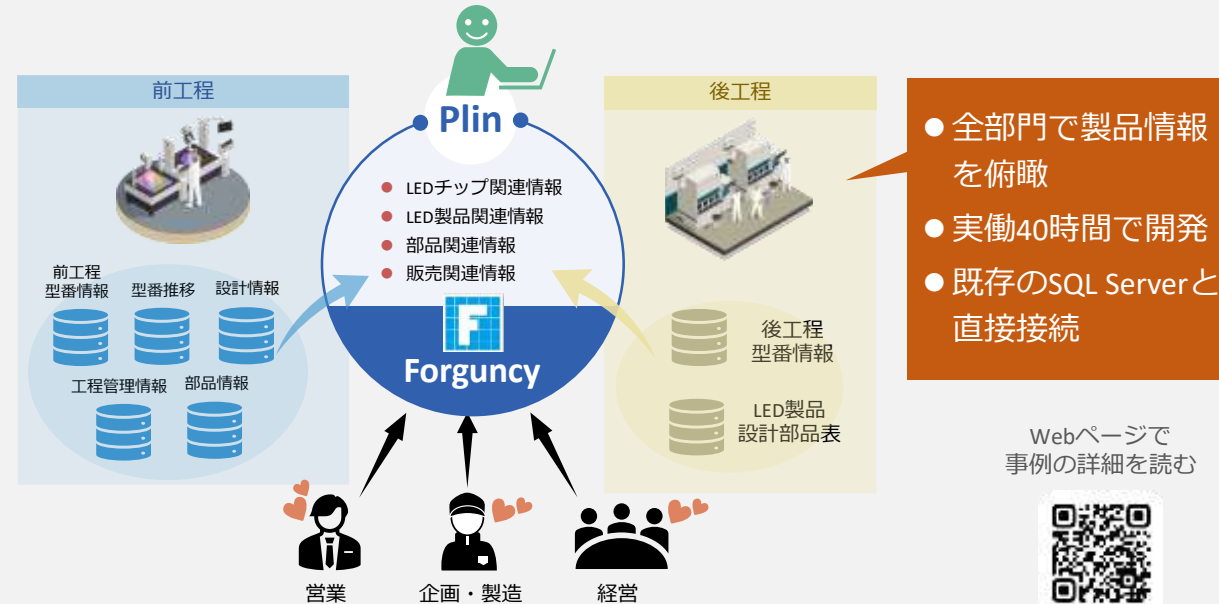 前工程
Plin
後工程
LEDチップ関連情報
LED製品関連情報
部品関連情報
販売関連情報
前工程
型番情報
型番推移
設計情報
工程管理情報
部品情報
F
Forguncy
後工程
型番情報
LED製品
設計部品表
全部門で製品情報
を俯瞰
実働40時間で開発
既存のSQL Serverと
直接接続
Webページで
事例の詳細を読む
営業
企画・製造
経営